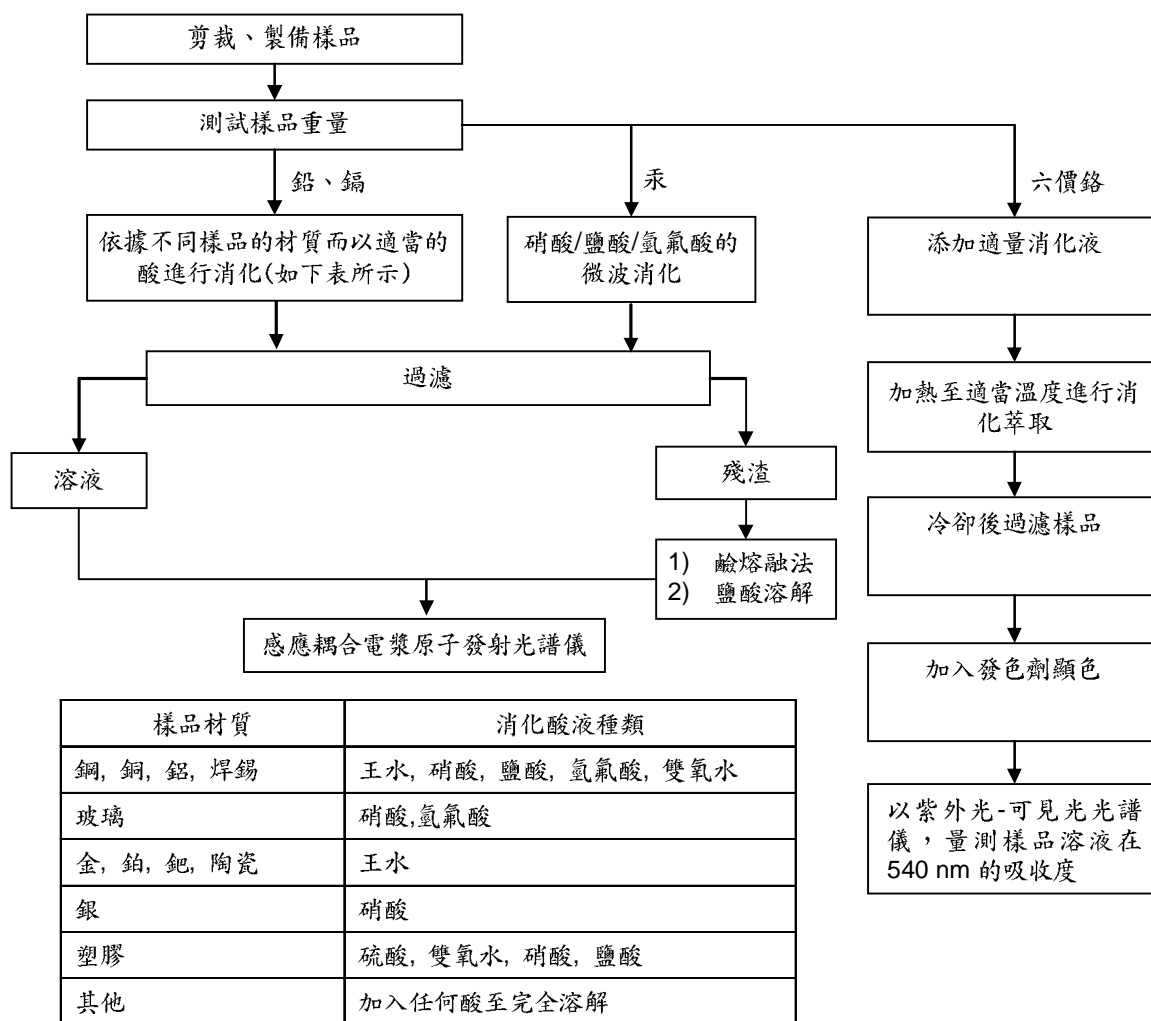 剪裁、製備樣品
測試樣品重量
鉛、鎘
汞
六價鉻
依據不同樣品的材質而以適當的
酸進行消化(如下表所示)
硝酸/鹽酸/氫氟酸的
微波消化
添加適量消化液
過濾
加熱至適當溫度進行消
化萃取
溶液
殘渣
冷卻後過濾樣品
1) 鹼熔融法
2) 鹽酸溶解
感應耦合電漿原子發射光譜儀
加入發色劑顯色
以紫外光-可見光光譜
儀，量測樣品溶液在
540 nm 的吸收度
樣品材質 消化酸液種類
鋼, 銅, 鋁, 焊錫 王水, 硝酸, 鹽酸, 氫氟酸, 雙氧水
玻璃 硝酸,氫氟酸
金, 鉑, 鈀, 陶瓷 王水
銀 硝酸
塑膠 硫酸, 雙氧水, 硝酸, 鹽酸
其他 加入任何酸至完全溶解